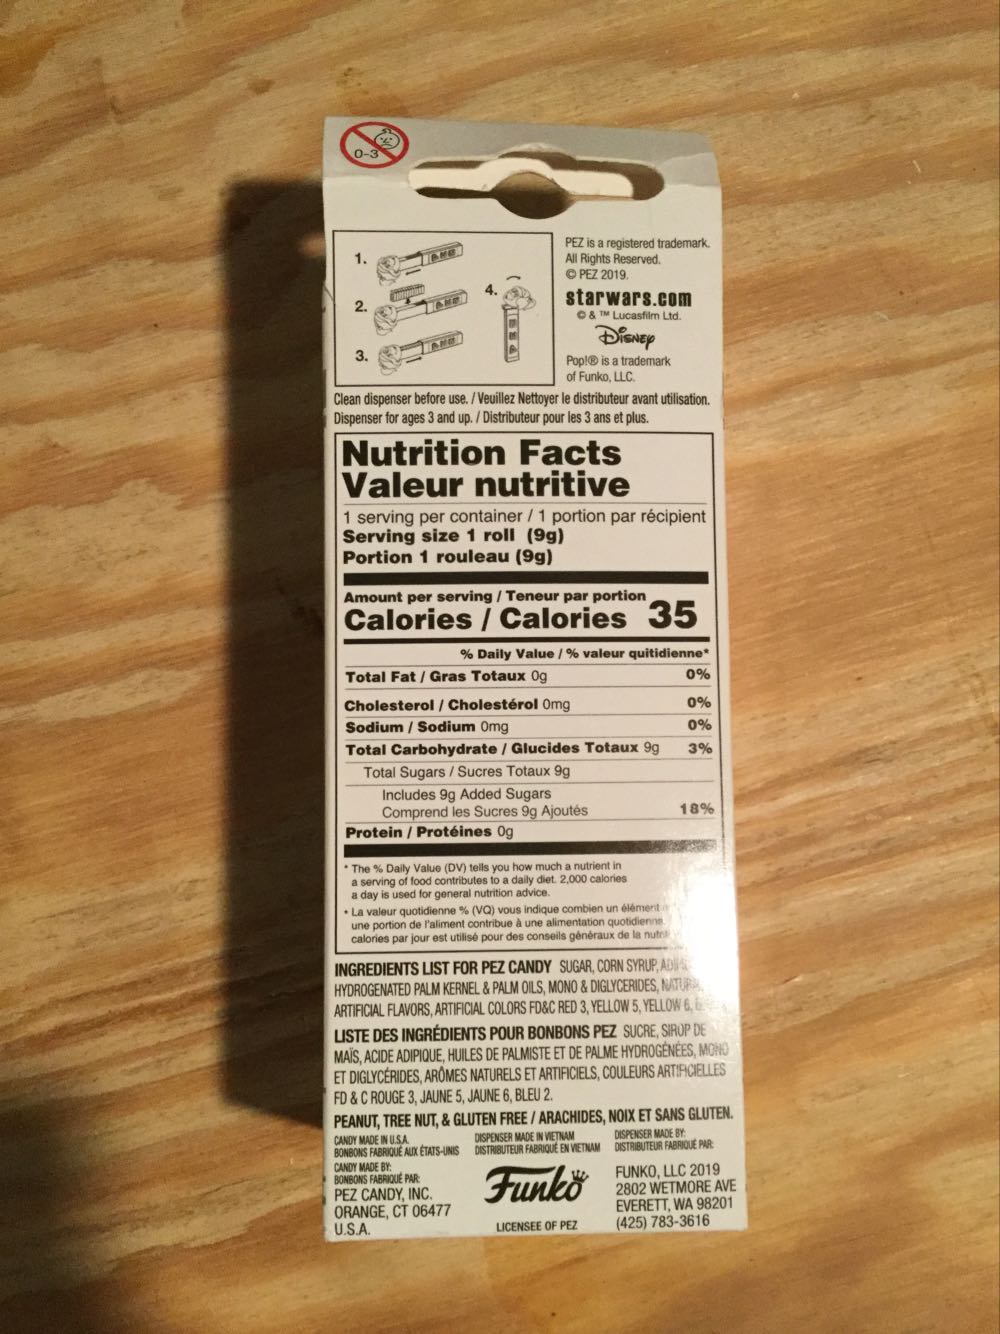 0-3
1.
2.
3.
4.
PEZ is a registered trademark.
All Rights Reserved.
© PEZ 2019.
starwars.com
© & ™ Lucasfilm Ltd.
Disney
Pop!® is a trademark
of Funko, LLC.
Clean dispenser before use. / Veuillez Nettoyer le distributeur avant utilisation.
Dispenser for ages 3 and up. / Distributeur pour les 3 ans et plus.
Nutrition Facts
Valeur nutritive
1 serving per container / 1 portion par récipient
Serving size 1 roll (9g)
Portion 1 rouleau (9g)
Amount per serving / Teneur par portion
Calories / Calories 35
% Daily Value / % valeur quitidienne*
Total Fat / Gras Totaux 0g 0%
Cholesterol / Cholestérol 0mg 0%
Sodium / Sodium 0mg 0%
Total Carbohydrate / Glucides Totaux 9g 3%
Total Sugars / Sucres Totaux 9g
Includes 9g Added Sugars
Comprend les Sucres 9g Ajoutés 18%
Protein / Protéines 0g
* The % Daily Value (DV) tells you how much a nutrient in
a serving of food contributes to a daily diet. 2,000 calories
a day is used for general nutrition advice.
• La valeur quotidienne % (VQ) vous indique combien un élément
une portion de l'aliment contribue à une alimentation quotidienne.
calories par jour est utilisé pour des conseils généraux de la
INGREDIENTS LIST FOR PEZ CANDY SUGAR, CORN SYRUP,
HYDROGENATED PALM KERNEL & PALM OILS, MONO & DIGLYCERIDES,
ARTIFICIAL FLAVORS, ARTIFICIAL COLORS FD&C RED 3, YELLOW 5, YELLOW 6,
LISTE DES INGRÉDIENTS POUR BONBONS PEZ SUCRE, SIROP DE
MAÏS, ACIDE ADIPIQUE, HUILES DE PALMISTE ET DE PALME HYDROGÉNÉES, MONO
ET DIGLYCÉRIDES, ARÔMES NATURELS ET ARTIFICIELS, COULEURS ARTIFICIELLES
FD & C ROUGE 3, JAUNE 5, JAUNE 6, BLEU 2.
PEANUT, TREE NUT, & GLUTEN FREE / ARACHIDES, NOIX ET SANS GLUTEN.
CANDY MADE IN U.S.A.
BONBONS FABRIQUÉ AUX ÉTATS-UNIS
CANDY MADE BY:
BONBONS FABRIQUÉ PAR:
PEZ CANDY, INC.
ORANGE, CT 06477
U.S.A.
DISPENSER MADE IN VIETNAM
DISTRIBUTEUR FABRIQUÉ EN VIETNAM
Funko
LICENSEE OF PEZ
DISPENSER MADE BY:
DISTRIBUTEUR FABRIQUÉ PAR:
FUNKO, LLC 2019
2802 WETMORE AVE
EVERETT, WA 98201
(425) 783-3616